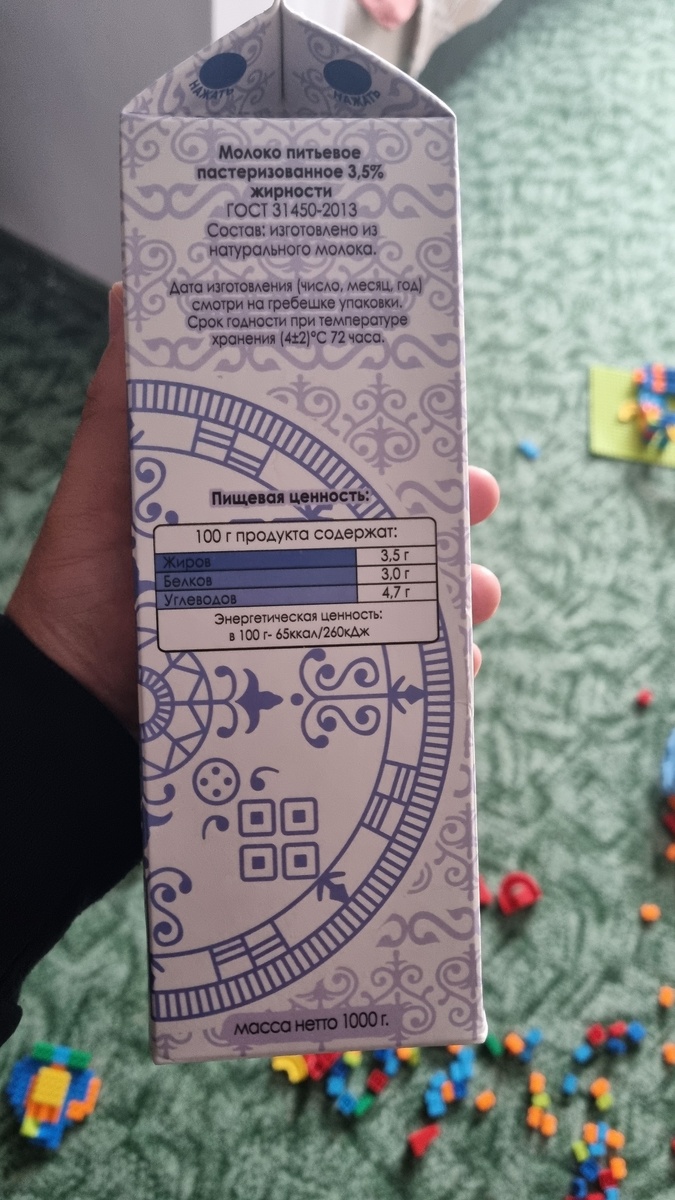 НАЖАТЬ НАЖАТЬ
Молоко питьевое
пастеризованное 3,5%
жирности
ГОСТ 31450-2013
Состав: изготовлено из
натурального молока.
Дата изготовления (число, месяц, год)
смотри на гребешке упаковки.
Срок годности при температуре
хранения (4±2)°С 72 часа.
Пищевая ценность:
100 г продукта содержат:
Жиров 3,5 г
Белков 3,0 г
Углеводов 4,7 г
Энергетическая ценность:
в 100 г- 65ккал/260кДж
масса нетто 1000 г.